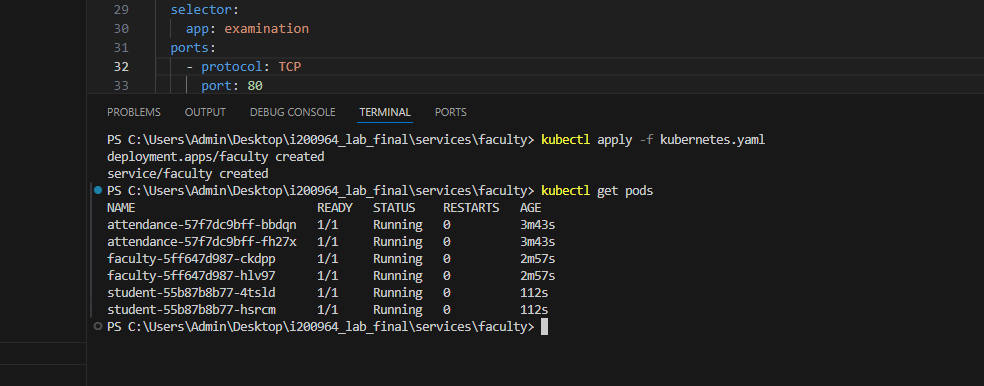 29 selector:
30 app: examination
31 ports:
32 - protocol: TCP
33 port: 80
PROBLEMS OUTPUT DEBUG CONSOLE TERMINAL PORTS
PS C:\Users\Admin\Desktop\i200964_lab_final\services\faculty> kubectl apply -f kubernetes.yaml
deployment.apps/faculty created
service/faculty created
PS C:\Users\Admin\Desktop\i200964_lab_final\services\faculty> kubectl get pods
NAME READY STATUS RESTARTS AGE
attendance-57f7dc9bff-bbdqn 1/1 Running 0 3m43s
attendance-57f7dc9bff-fh27x 1/1 Running 0 3m43s
faculty-5ff647d987-ckdpp 1/1 Running 0 2m57s
faculty-5ff647d987-hlv97 1/1 Running 0 2m57s
student-55b87b8b77-4tsld 1/1 Running 0 112s
student-55b87b8b77-hsrcm 1/1 Running 0 112s
PS C:\Users\Admin\Desktop\i200964_lab_final\services\faculty>